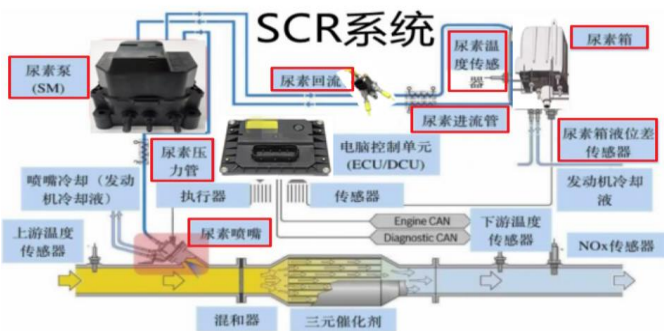 SCR系统
尿素泵
(SM)
尿素回流
尿素温
度传感
器
尿素箱
尿素进流管
尿素箱液位差
传感器
尿素压
力管
电脑控制单元
(ECU/DCU)
喷嘴冷却（发动
机冷却液）
执行器
传感器
发动机冷却
液
上游温度
传感器
尿素喷嘴
Engine CAN
Diagnostic CAN
下游温度
传感器
NOx传感器
混和器
三元催化剂